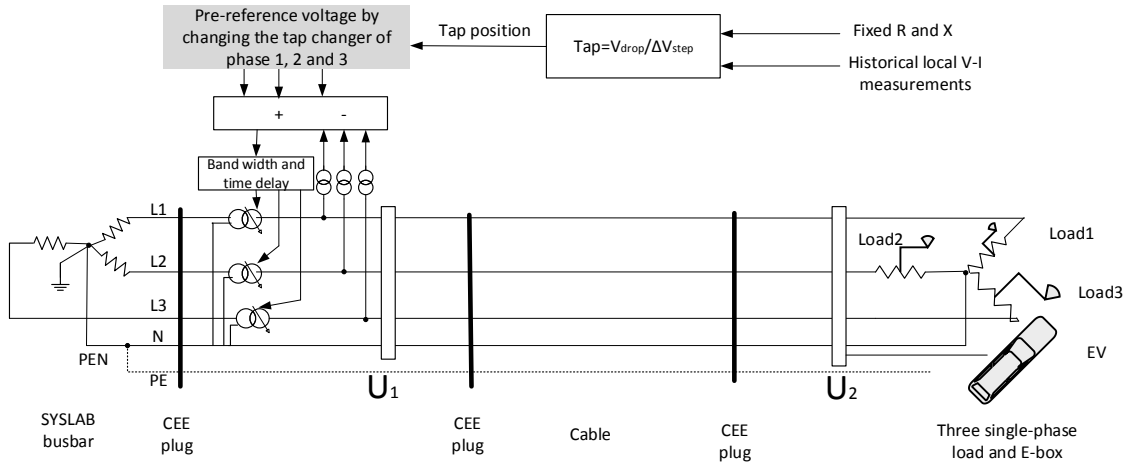 Pre-reference voltage by
changing the tap changer of
phase 1, 2 and 3
Tap position
Tap=Vdrop/ΔVstep
Fixed R and X
Historical local V-I
measurements
+ -
Band width and
time delay
L1
L2
L3
N
PEN
PE
U1
U2
Load2
Load1
Load3
EV
SYSLAB
busbar
CEE
plug
CEE
plug
Cable
CEE
plug
Three single-phase
load and E-box